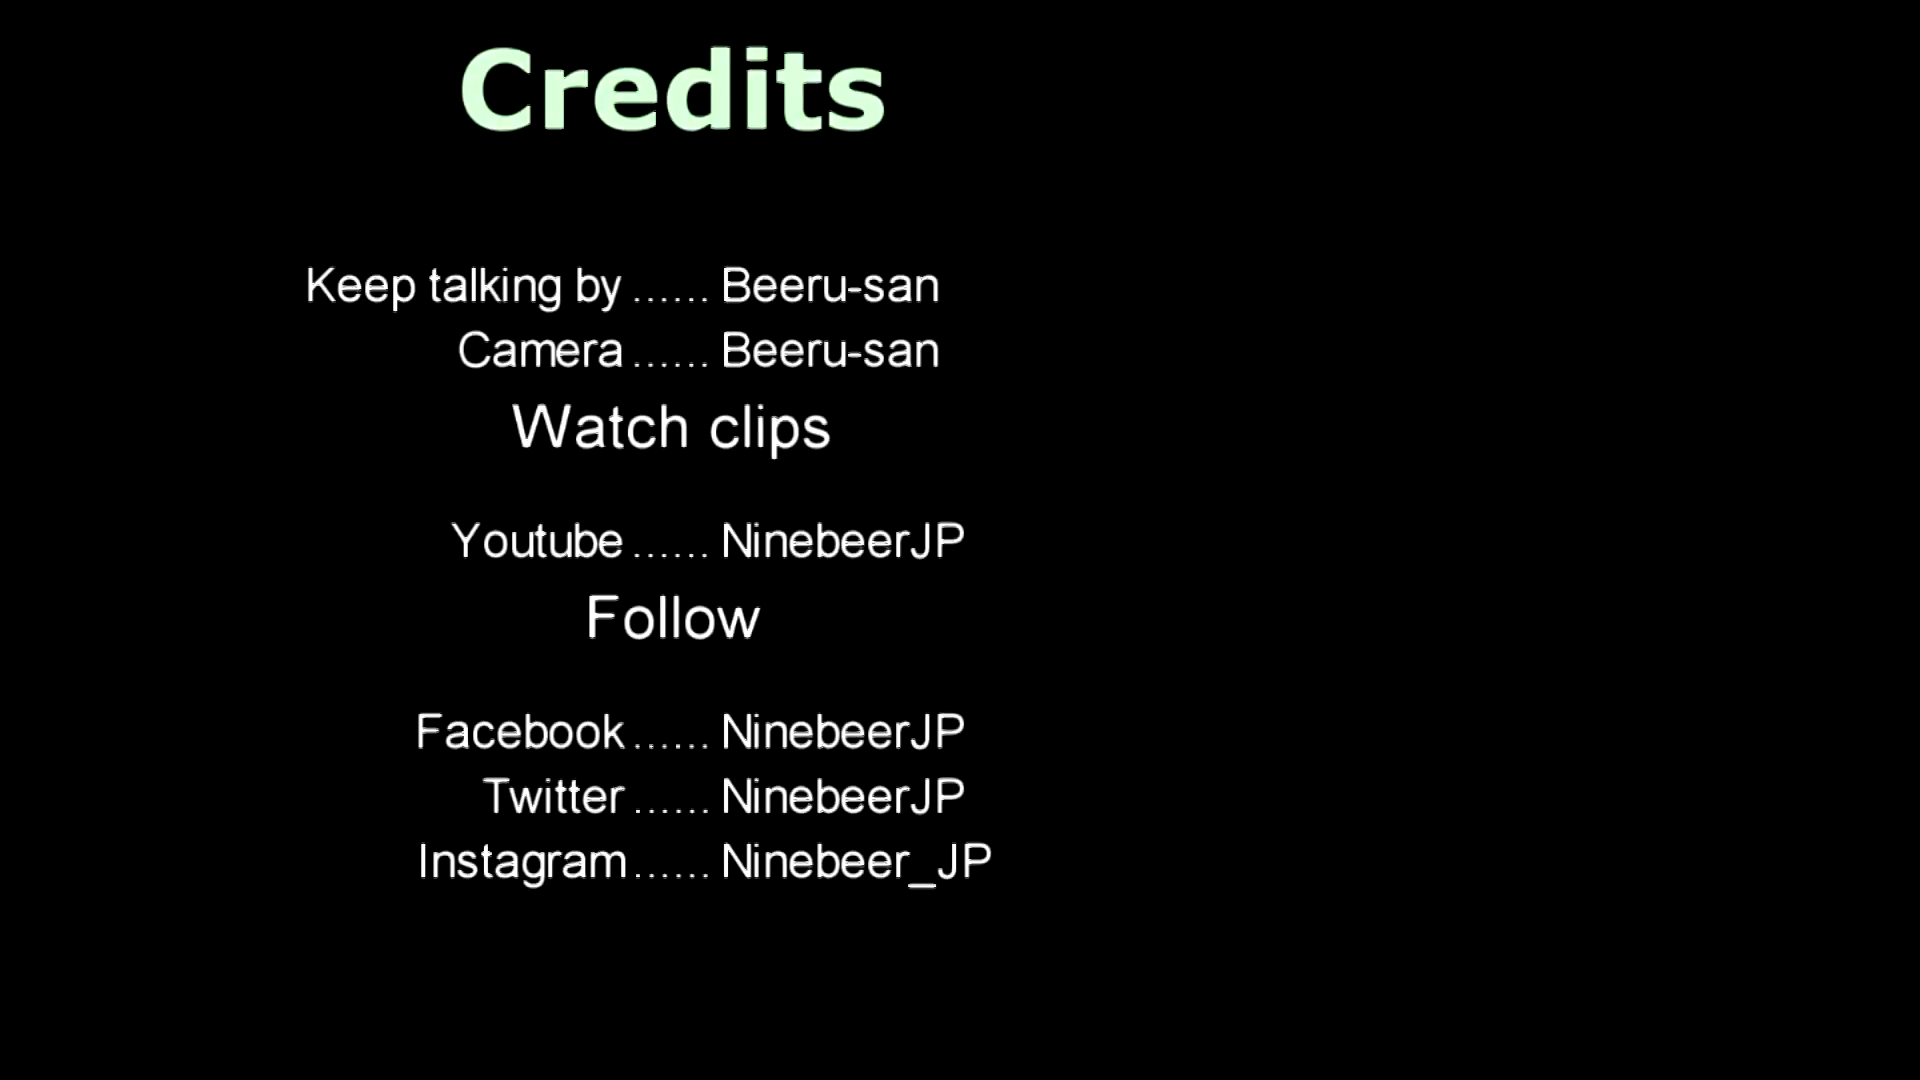 Credits
Keep talking by ...... Beeru-san
Camera ...... Beeru-san
Watch clips
Youtube ...... NinebeerJP
Follow
Facebook ...... NinebeerJP
Twitter ...... NinebeerJP
Instagram ...... Ninebeer_JP